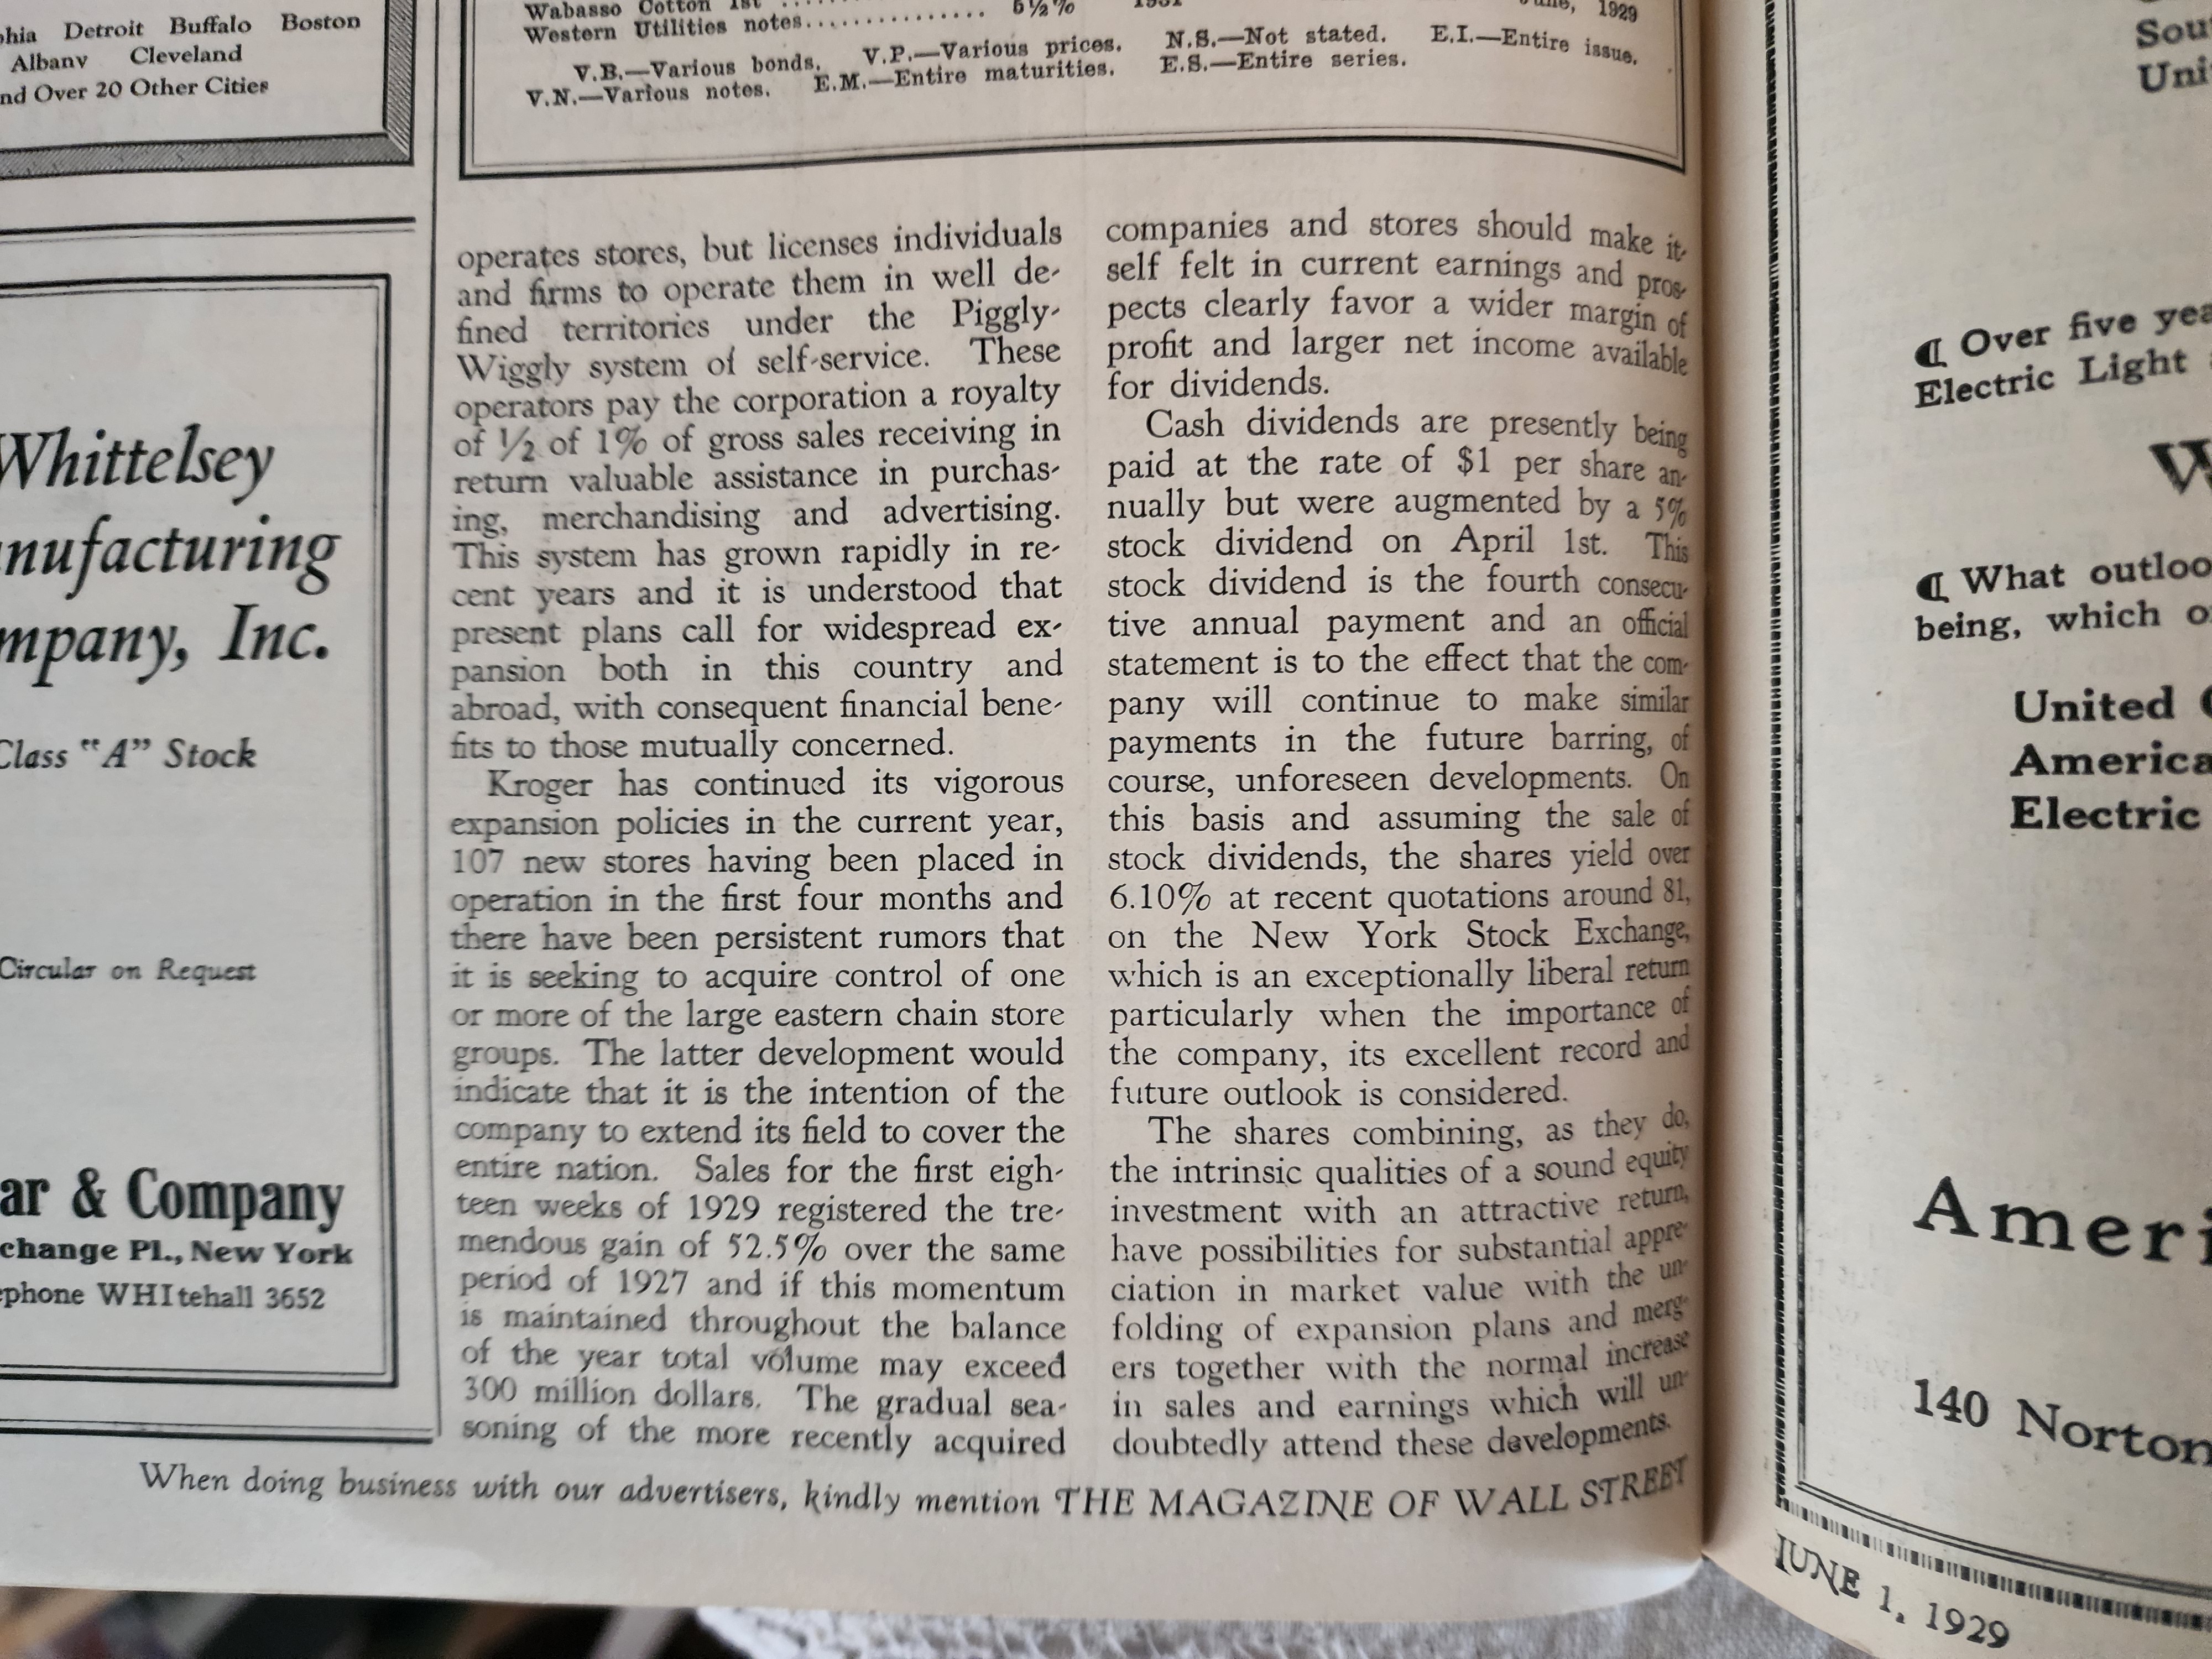 Detroit Buffalo Boston
Albany Cleveland
Over 20 Other Cities
Whittelsey
Inc.
Class "A" Stock
Circular on Request
& Company
Pl., New York
WHItehall 3652
Wabasso Cotton 1st
Western Utilities notes............... 5½% 1929
V.B.—Various bonds. V.P.—Various prices. N.S.—Not stated. E.I.—Entire issue.
V.N.—Various notes. E.M.—Entire maturities. E.S.—Entire series.
operates stores, but licenses individuals
and firms to operate them in well de-
fined territories under the Piggly-
Wiggly system of self-service. These
operators pay the corporation a royalty
of ½ of 1% of gross sales receiving in
return valuable assistance in purchas-
ing, merchandising and advertising.
This system has grown rapidly in re-
cent years and it is understood that
present plans call for widespread ex-
pansion both in this country and
abroad, with consequent financial bene-
fits to those mutually concerned.
Kroger has continued its vigorous
expansion policies in the current year,
107 new stores having been placed in
operation in the first four months and
there have been persistent rumors that
it is seeking to acquire control of one
or more of the large eastern chain store
groups. The latter development would
indicate that it is the intention of the
company to extend its field to cover the
entire nation. Sales for the first eigh-
teen weeks of 1929 registered the tre-
mendous gain of 52.5% over the same
period of 1927 and if this momentum
is maintained throughout the balance
of the year total volume may exceed
300 million dollars. The gradual sea-
soning of the more recently acquired
companies and stores should make it-
self felt in current earnings and pros-
pects clearly favor a wider margin of
profit and larger net income available
for dividends.
Cash dividends are presently being
paid at the rate of $1 per share an-
nually but were augmented by a 5%
stock dividend on April 1st. This
stock dividend is the fourth consecu-
tive annual payment and an official
statement is to the effect that the com-
pany will continue to make similar
payments in the future barring, of
course, unforeseen developments. On
this basis and assuming the sale of
stock dividends, the shares yield over
6.10% at recent quotations around 81,
on the New York Stock Exchange,
which is an exceptionally liberal return
particularly when the importance of
the company, its excellent record and
future outlook is considered.
The shares combining, as they do,
the intrinsic qualities of a sound equity
investment with an attractive return,
have possibilities for substantial appre-
ciation in market value with the un-
folding of expansion plans and merg-
ers together with the normal increase
in sales and earnings which will un-
doubtedly attend these developments.
When doing business with our advertisers, kindly mention THE MAGAZINE OF WALL STREET
¶ Over five
Electric Light
¶ What
being, which
United
Electric
140
JUNE 1, 1929